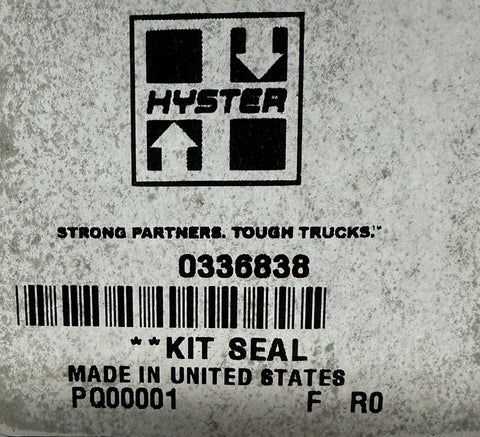 HYSTER
STRONG PARTNERS. TOUGH TRUCKS.™
0336838
**KIT SEAL
MADE IN UNITED STATES
PQ00001 F R0